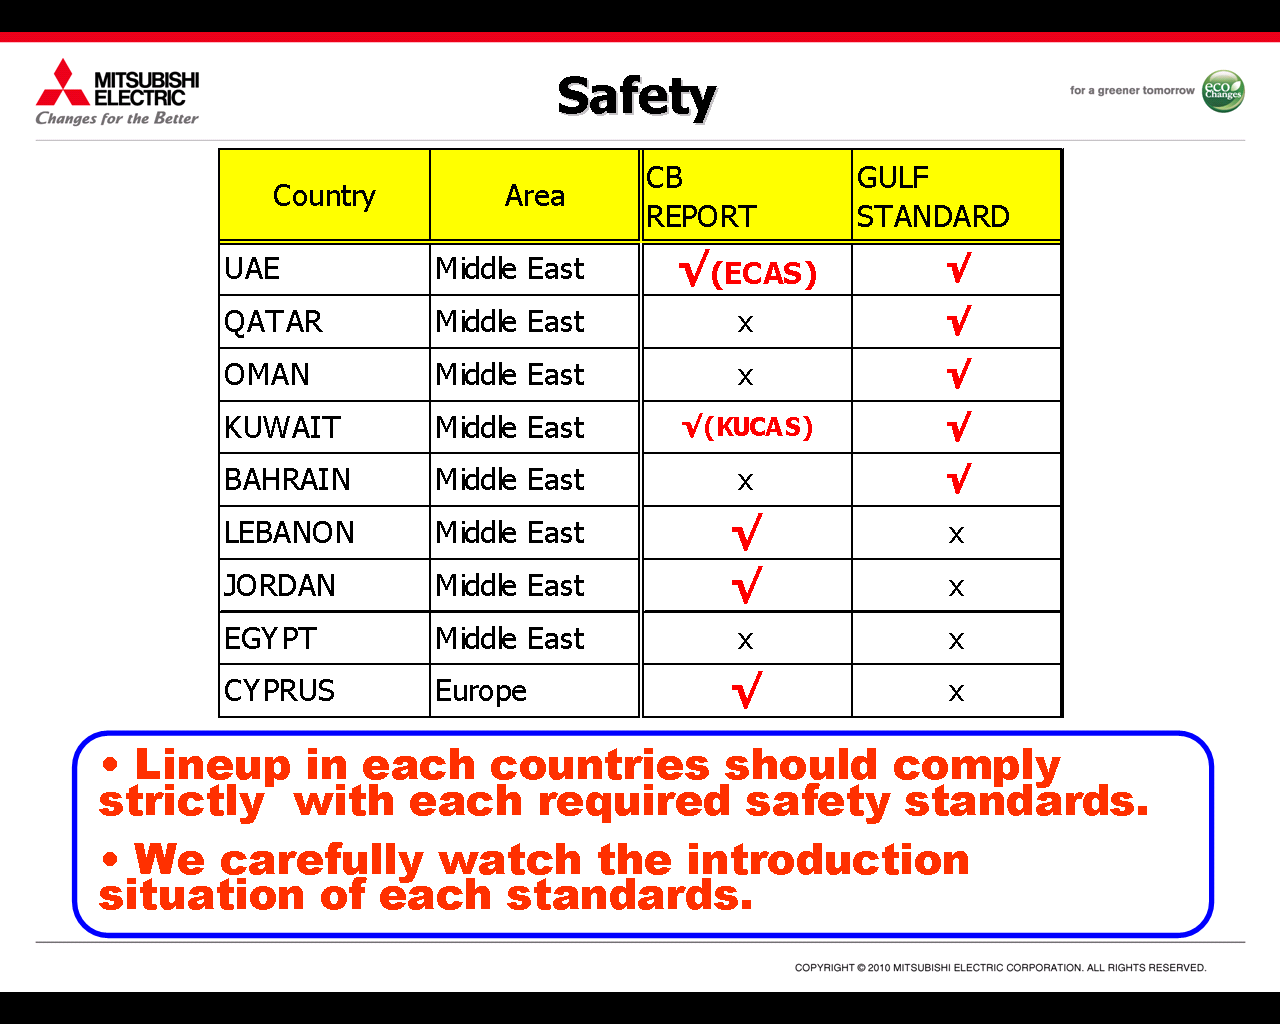 MITSUBISHI
ELECTRIC
Changes for the Better
Safety
for a greener tomorrow
eco
Changes
Country Area CB REPORT GULF STANDARD
UAE Middle East √(ECAS) √
QATAR Middle East x √
OMAN Middle East x √
KUWAIT Middle East √(KUCAS) √
BAHRAIN Middle East x √
LEBANON Middle East √ x
JORDAN Middle East √ x
EGYPT Middle East x x
CYPRUS Europe √ x
• Lineup in each countries should comply
strictly  with each required safety standards.
• We carefully watch the introduction
situation of each standards.
COPYRIGHT © 2010 MITSUBISHI ELECTRIC CORPORATION. ALL RIGHTS RESERVED.